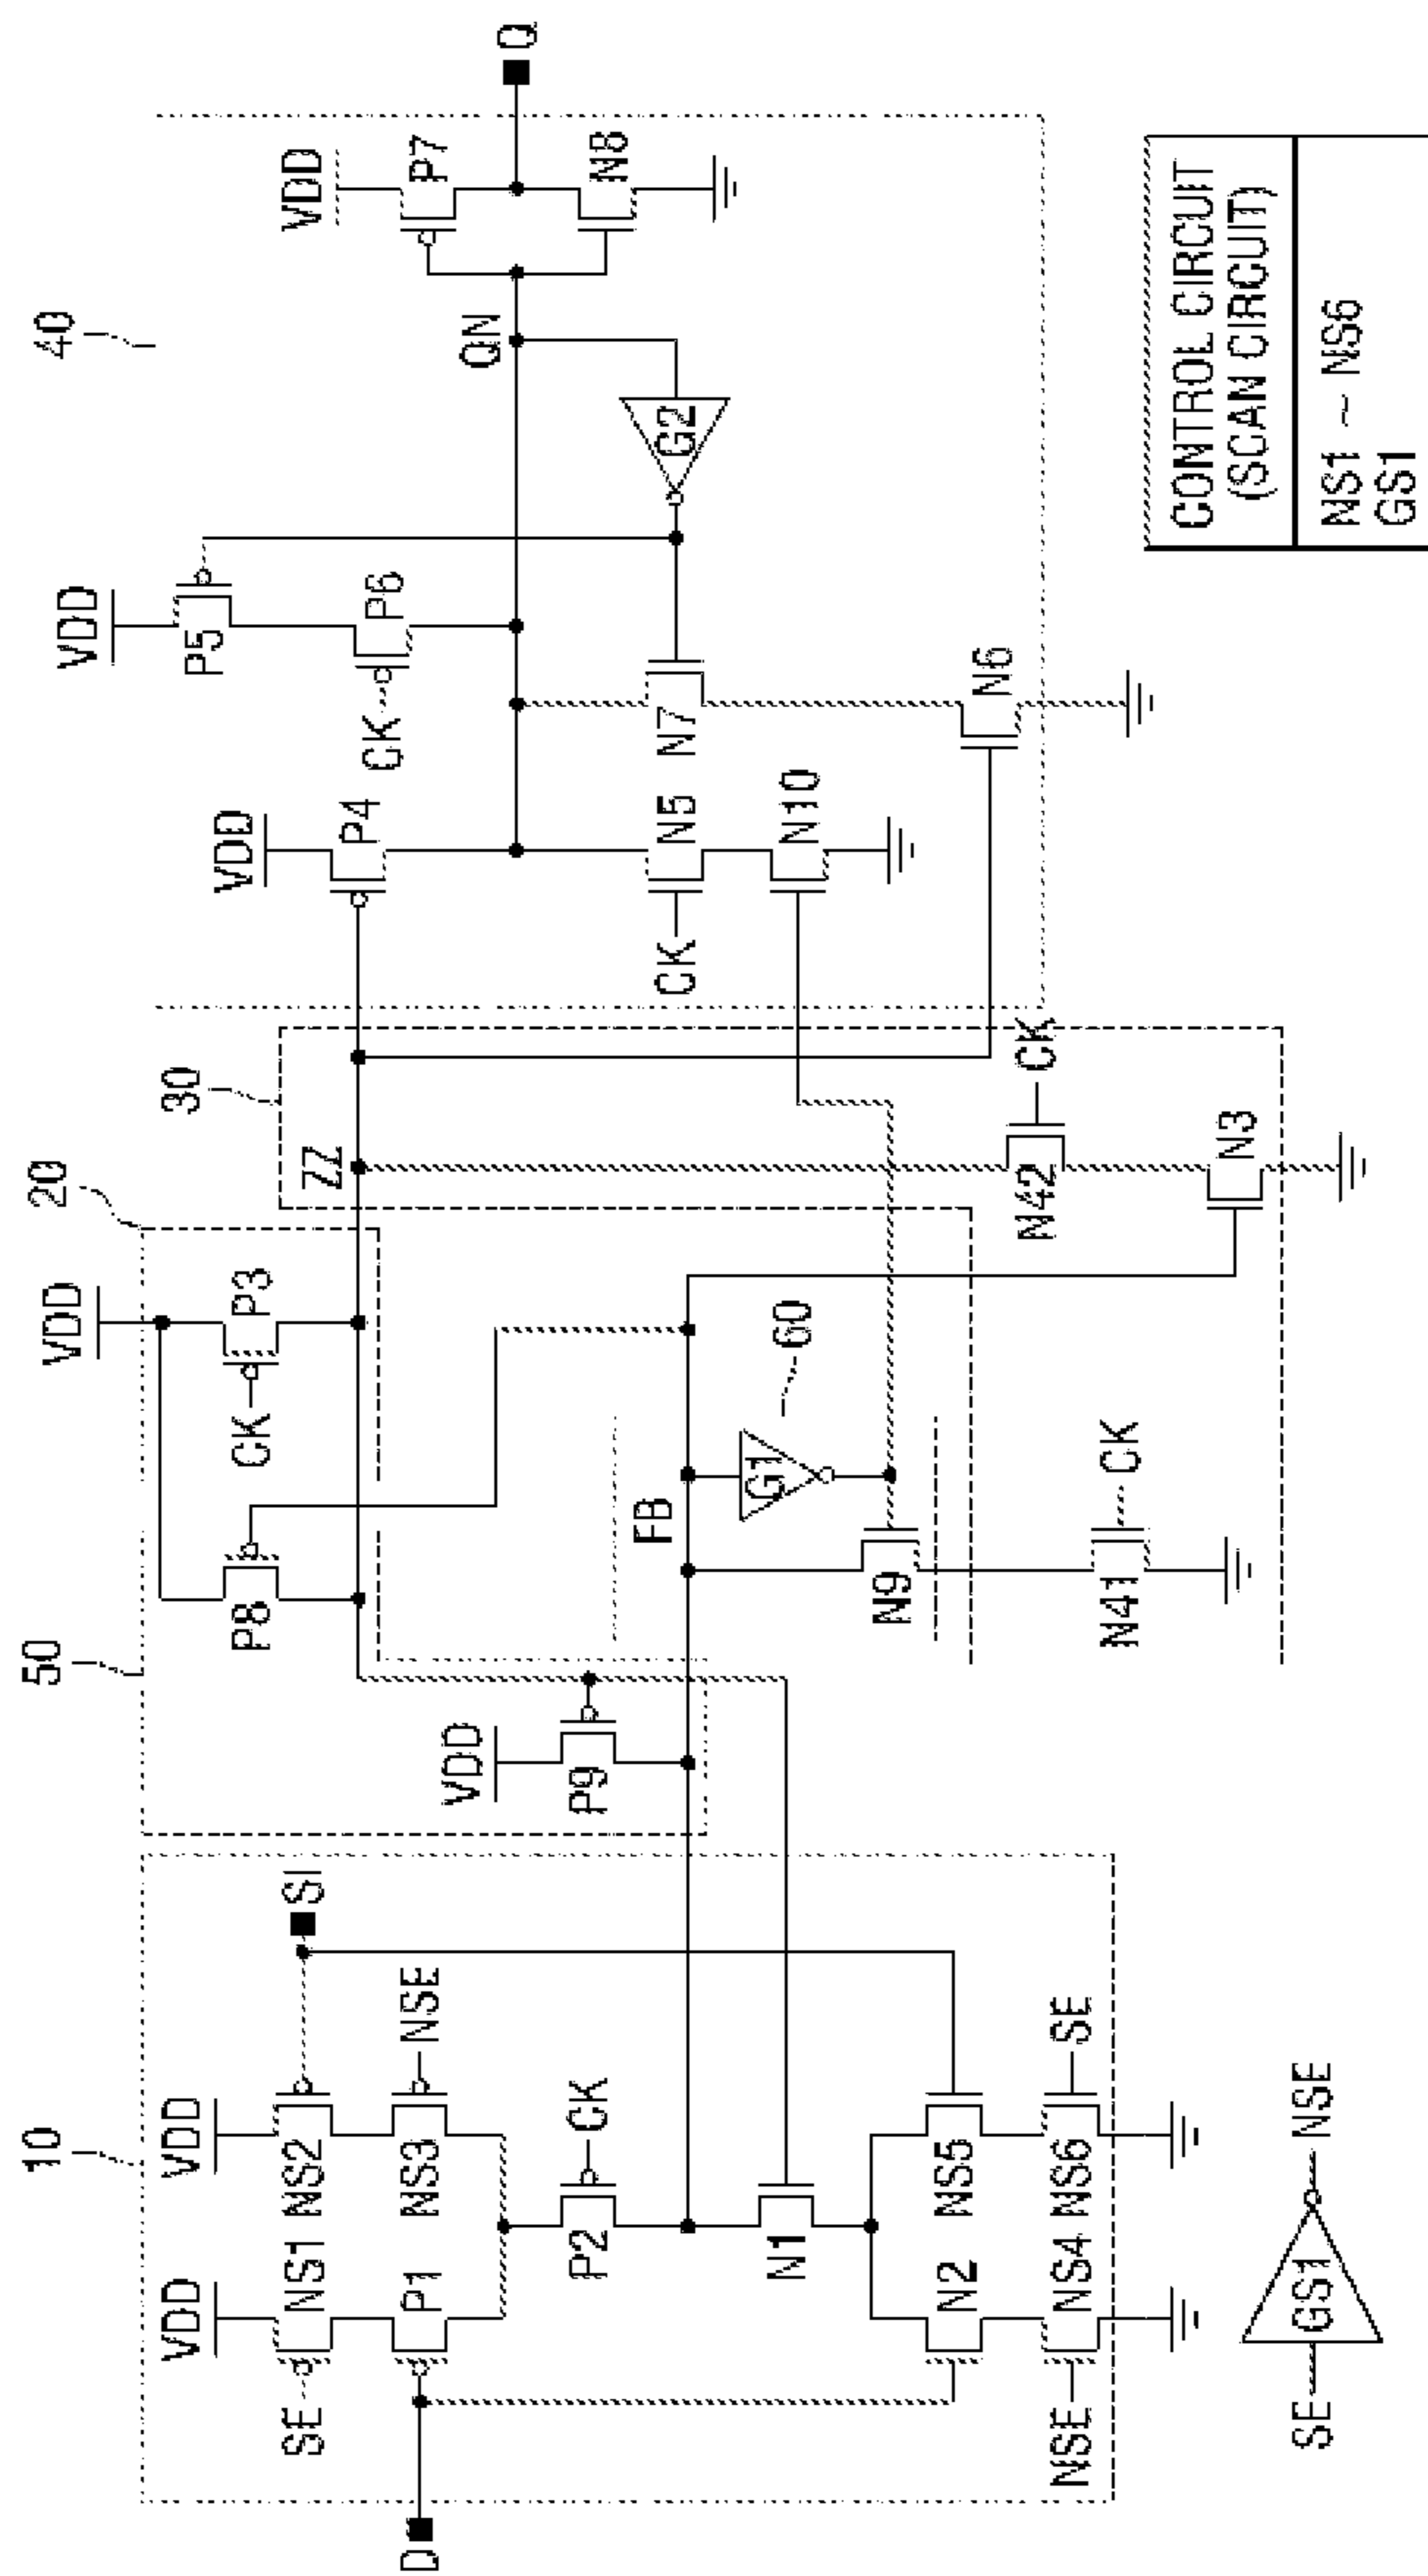 40
VDD
VDD
P7
Q
P5
P6
CK
QN
N8
VDD
P4
G2
N7
N6
CK
N5
N10
20
30
VDD
P3
CK
ZZ
CK
N42
N3
50
P8
FB
G1
60
N9
CK
N41
VDD
P9
10
SI
VDD
NS2
NSE
NS3
VDD
NS1
SE
P1
CK
P2
N1
D
N2
NS5
SE
NS6
NS4
NSE
SE
GS1
NSE
CONTROL CIRCUIT
(SCAN CIRCUIT)
NS1 ~ NS6
GS1